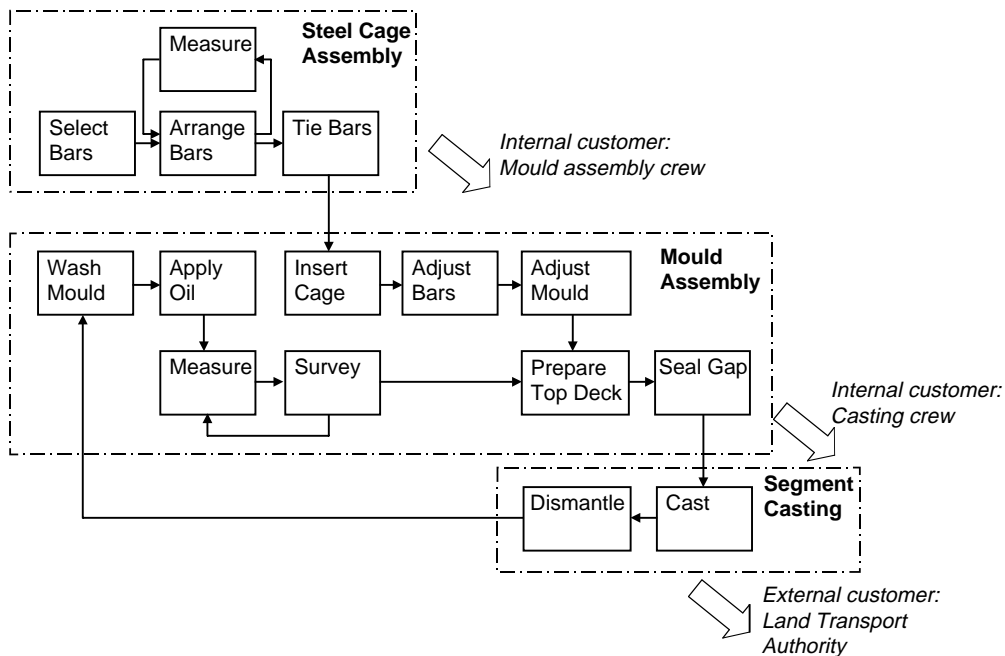 Steel Cage
Assembly
Measure
Select
Bars
Arrange
Bars
Tie Bars
Internal customer:
Mould assembly crew
Mould
Assembly
Wash
Mould
Apply
Oil
Insert
Cage
Adjust
Bars
Adjust
Mould
Measure
Survey
Prepare
Top Deck
Seal Gap
Internal customer:
Casting crew
Segment
Casting
Dismantle
Cast
External customer:
Land Transport
Authority